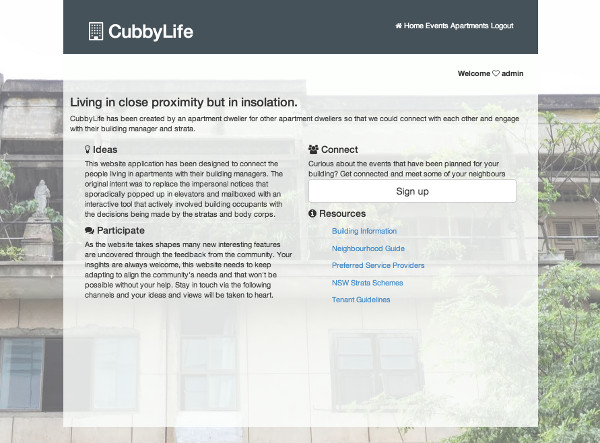 CubbyLife
Home Events Apartments Logout
Welcome admin
Living in close proximity but in insolation.
CubbyLife has been created by an apartment dweller for other apartment dwellers so that we could connect with each other and engage
with their building manager and strata.
Ideas
This website application has been designed to connect the
people living in apartments with their building managers. The
original intent was to replace the impersonal notices that
sporadically popped up in elevators and mailboxed with an
interactive tool that actively involved building occupants with
the decisions being made by the stratas and body corps.
Participate
As the website takes shapes many new interesting features
are uncovered through the feedback from the community. Your
insgihts are always welcome, this website needs to keep
adapting to align the community's needs and that won't be
possible without your help. Stay in touch via the following
channels and your ideas and views will be taken to heart.
Connect
Curious about the events that have been planned for your
building? Get connected and meet some of your neighbours
Sign up
Resources
Building Information
Neighbourhood Guide
Preferred Service Providers
NSW Strata Schemes
Tenant Guidelines